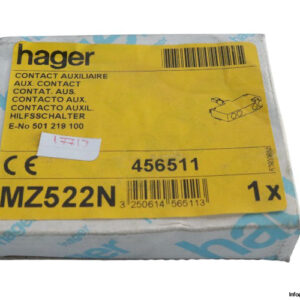 hager
CONTACT AUXILIAIRE
AUX. CONTACT
CONTAT. AUS.
CONTACTO AUX.
CONTACTO AUXIL.
HILFSSCHALTER
E-No 501 219 100
17719
CE 456511
MZ522N 1x
3 250614 565113
hager